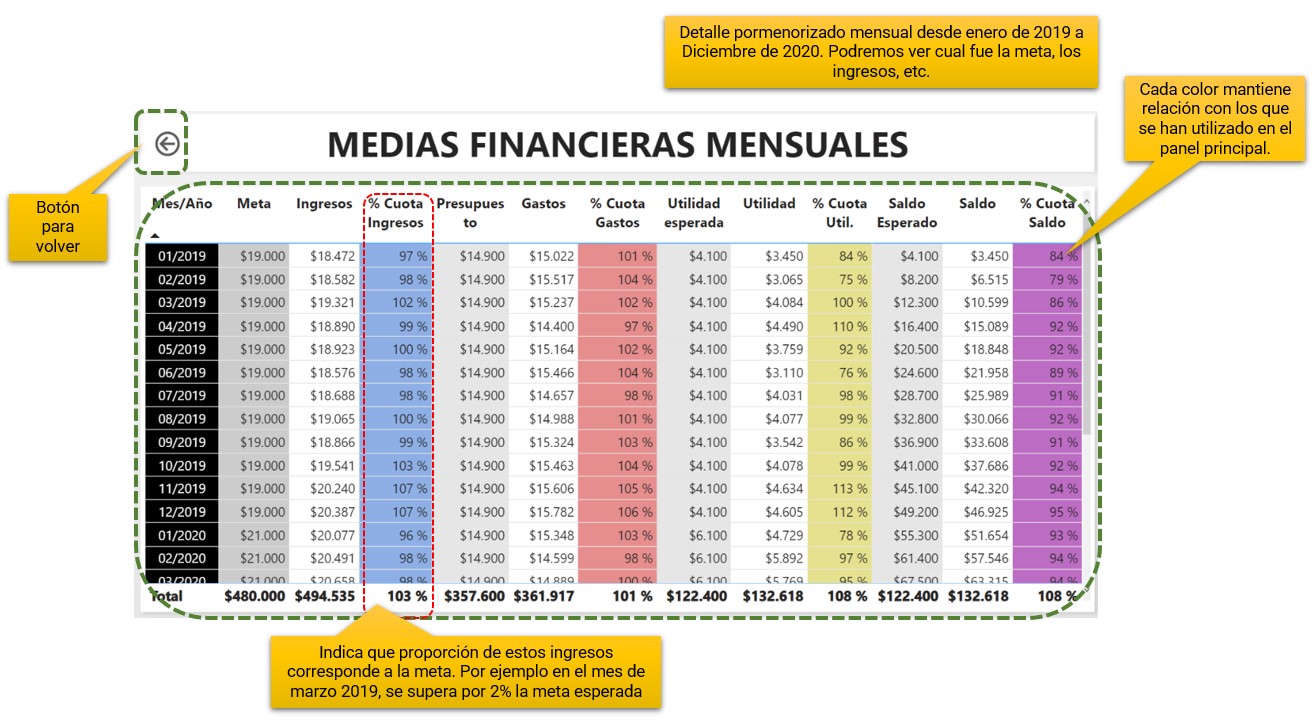 Detalle pormenorizado mensual desde enero de 2019 a
Diciembre de 2020. Podremos ver cual fue la meta, los
ingresos, etc.
Cada color mantiene
relación con los que
se han utilizado en el
panel principal.
MEDIAS FINANCIERAS MENSUALES
Botón
para
volver
Mes/Año Meta Ingresos % Cuota Ingresos Presupues to Gastos % Cuota Gastos Utilidad esperada Utilidad % Cuota Util. Saldo Esperado Saldo % Cuota Saldo
01/2019 $19.000 $18.472 97 % $14.900 $15.022 101 % $4.100 $3.450 84 % $4.100 $3.450 84 %
02/2019 $19.000 $18.582 98 % $14.900 $15.517 104 % $4.100 $3.065 75 % $8.200 $6.515 79 %
03/2019 $19.000 $19.321 102 % $14.900 $15.237 102 % $4.100 $4.084 100 % $12.300 $10.599 86 %
04/2019 $19.000 $18.890 99 % $14.900 $14.400 97 % $4.100 $4.490 110 % $16.400 $15.089 92 %
05/2019 $19.000 $18.923 100 % $14.900 $15.164 102 % $4.100 $3.759 92 % $20.500 $18.848 92 %
06/2019 $19.000 $18.576 98 % $14.900 $15.466 104 % $4.100 $3.110 76 % $24.600 $21.958 89 %
07/2019 $19.000 $18.688 98 % $14.900 $14.657 98 % $4.100 $4.031 98 % $28.700 $25.989 91 %
08/2019 $19.000 $19.065 100 % $14.900 $14.988 101 % $4.100 $4.077 99 % $32.800 $30.066 92 %
09/2019 $19.000 $18.866 99 % $14.900 $15.324 103 % $4.100 $3.542 86 % $36.900 $33.608 91 %
10/2019 $19.000 $19.541 103 % $14.900 $15.463 104 % $4.100 $4.078 99 % $41.000 $37.686 92 %
11/2019 $19.000 $20.240 107 % $14.900 $15.606 105 % $4.100 $4.634 113 % $45.100 $42.320 94 %
12/2019 $19.000 $20.387 107 % $14.900 $15.782 106 % $4.100 $4.605 112 % $49.200 $46.925 95 %
01/2020 $21.000 $20.077 96 % $14.900 $15.348 103 % $6.100 $4.729 78 % $55.300 $51.654 93 %
02/2020 $21.000 $20.491 98 % $14.900 $14.599 98 % $6.100 $5.892 97 % $61.400 $57.546 94 %
03/2020 $21.000 $20.658 98 % $14.900 $14.889 100 % $6.100 $5.769 95 % $67.500 $63.315 94 %
Total $480.000 $494.535 103 % $357.600 $361.917 101 % $122.400 $132.618 108 % $122.400 $132.618 108 %
Indica que proporción de estos ingresos
corresponde a la meta. Por ejemplo en el mes de
marzo 2019, se supera por 2% la meta esperada